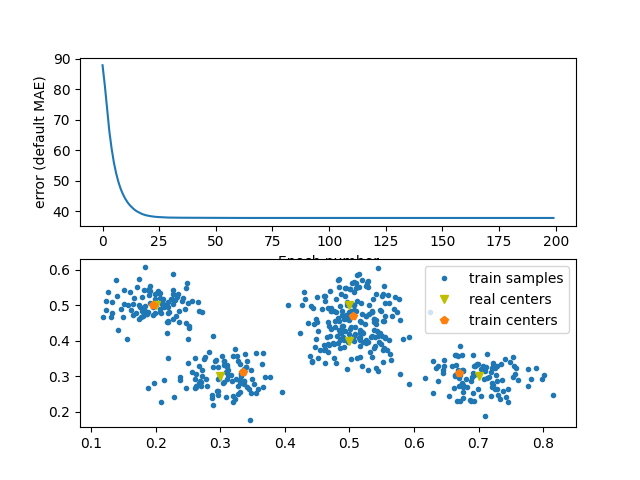 90
80
70
60
50
40
error (default MAE)
0 25 50 75 100 125 150 175 200
Epoch number
0.6
0.5
0.4
0.3
0.2
train samples
real centers
train centers
0.1 0.2 0.3 0.4 0.5 0.6 0.7 0.8